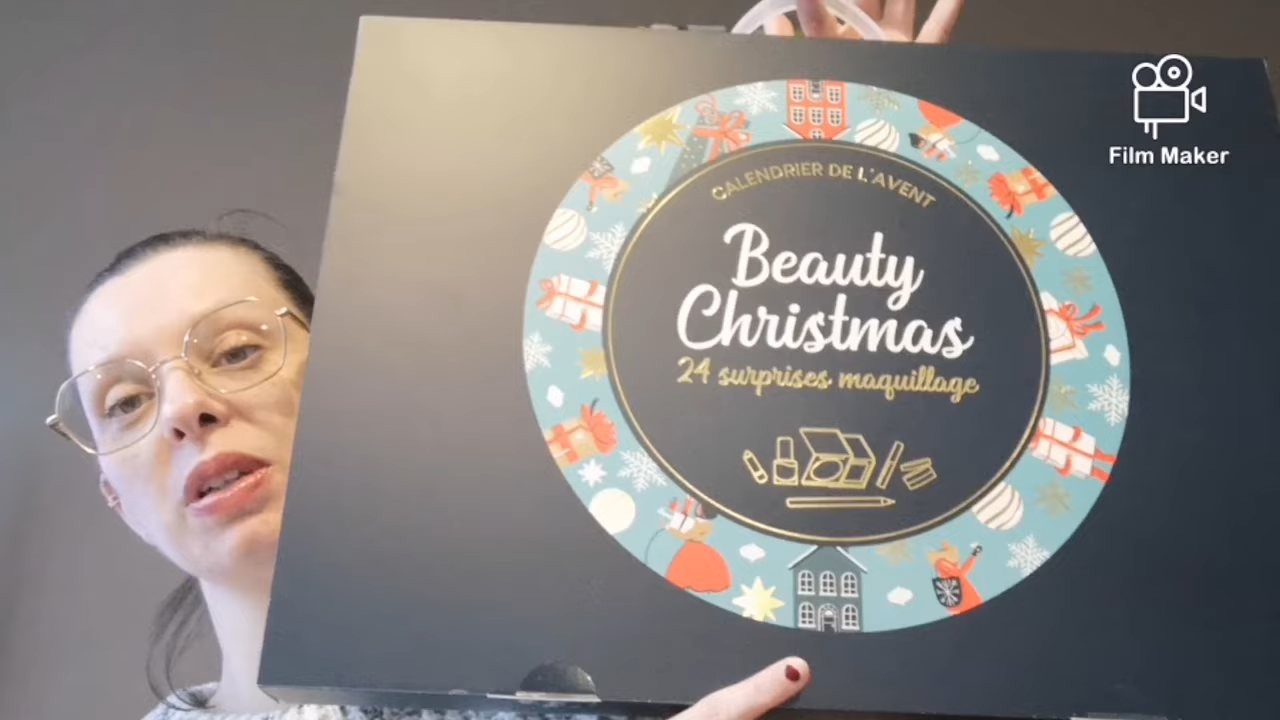 CALENDRIER DE L'AVENT
Beauty
Christmas
24 surprises maquillage
Film Maker